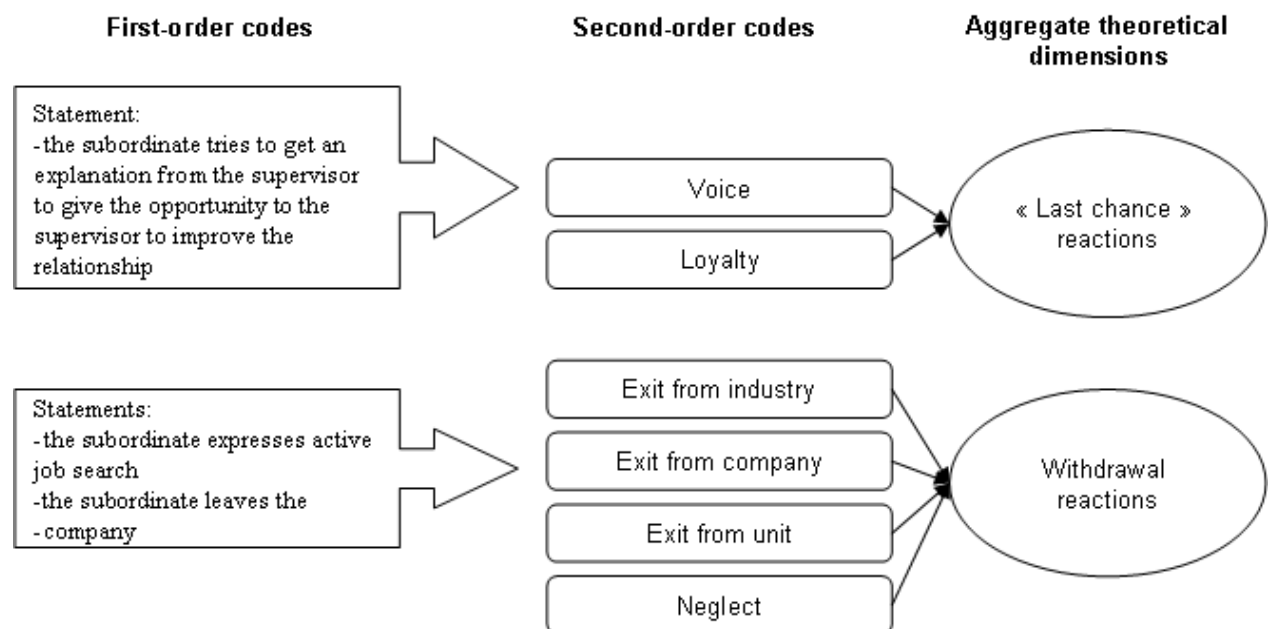 First-order codes
Second-order codes
Aggregate theoretical
dimensions
Statement:
-the subordinate tries to get an
explanation from the supervisor
to give the opportunity to the
supervisor to improve the
relationship
Voice
Loyalty
« Last chance »
reactions
Statements:
-the subordinate expresses active
job search
-the subordinate leaves the
-company
Exit from industry
Exit from company
Exit from unit
Neglect
Withdrawal
reactions